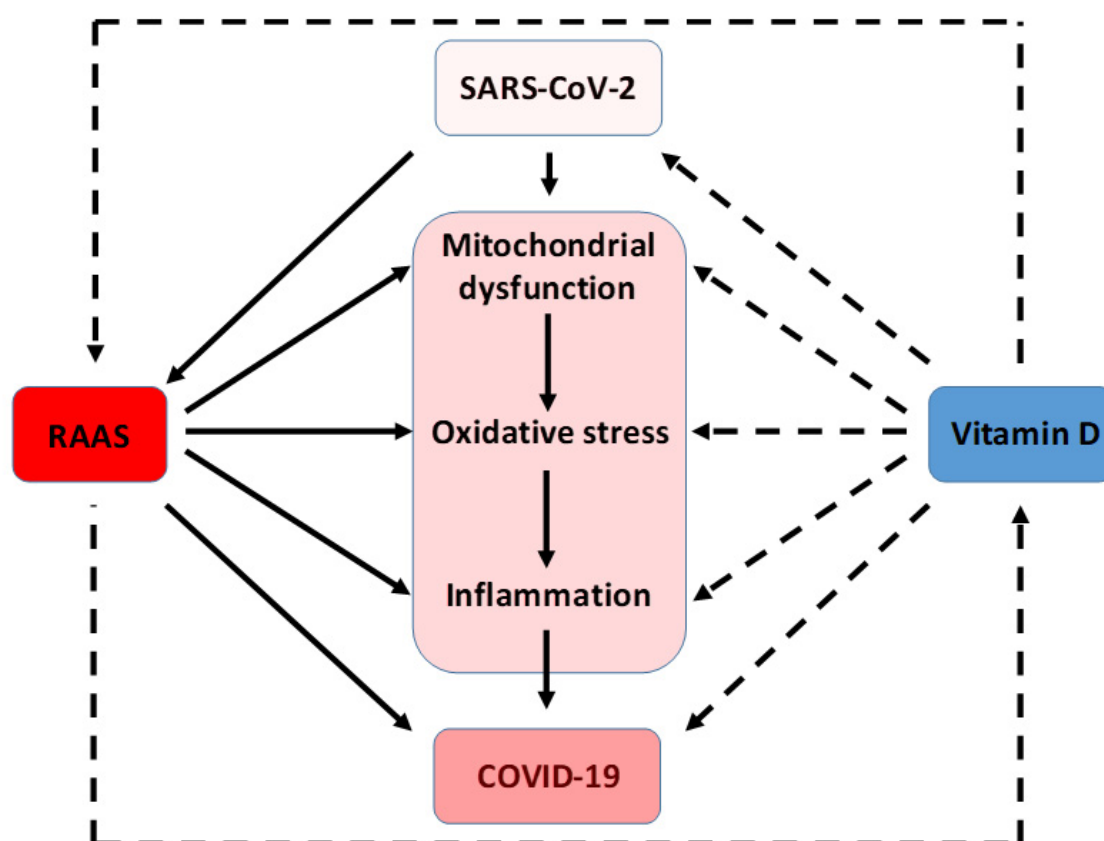 SARS-CoV-2
Mitochondrial
dysfunction
RAAS
Oxidative stress
Vitamin D
Inflammation
COVID-19